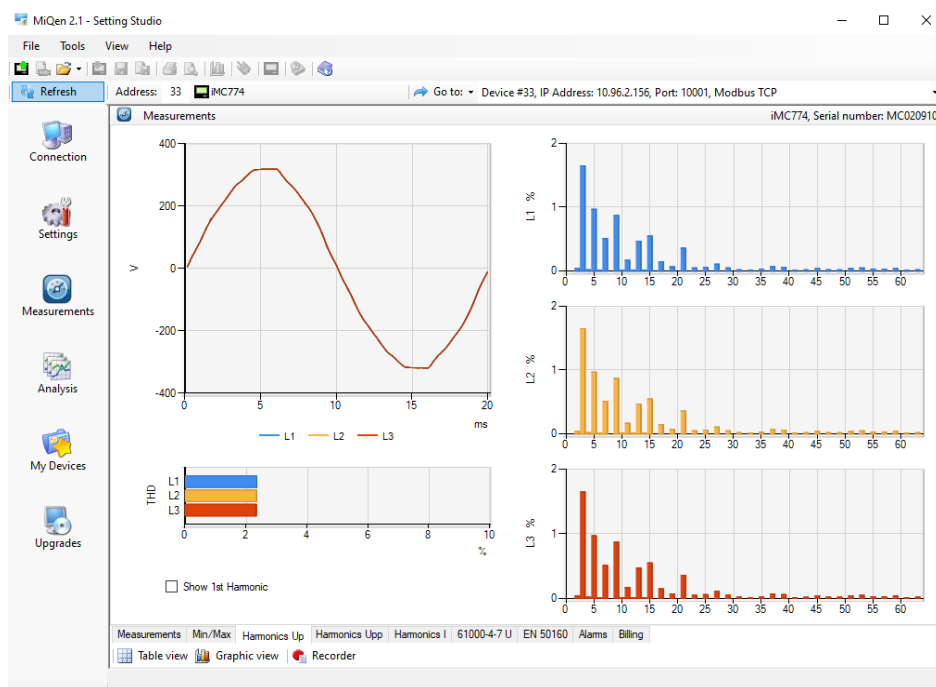 MiQen 2.1 - Setting Studio
File Tools View Help
Refresh Address: 33 iMC774 Go to: Device #33, IP Address: 10.96.2.156, Port: 10001, Modbus TCP
Measurements iMC774, Serial number: MC020910
Connection
Settings
Measurements
Analysis
My Devices
Upgrades
400
200
0
-200
-400
V
0 5 10 15 20
ms
L1 L2 L3
THD
L1
L2
L3
0 2 4 6 8 10
%
Show 1st Harmonic
2
1
0
L1 %
0 5 10 15 20 25 30 35 40 45 50 55 60
2
1
0
L2 %
0 5 10 15 20 25 30 35 40 45 50 55 60
2
1
0
L3 %
0 5 10 15 20 25 30 35 40 45 50 55 60
Measurements Min/Max Harmonics Up Harmonics Upp Harmonics I 61000-4-7 U EN 50160 Alarms Billing
Table view Graphic view Recorder